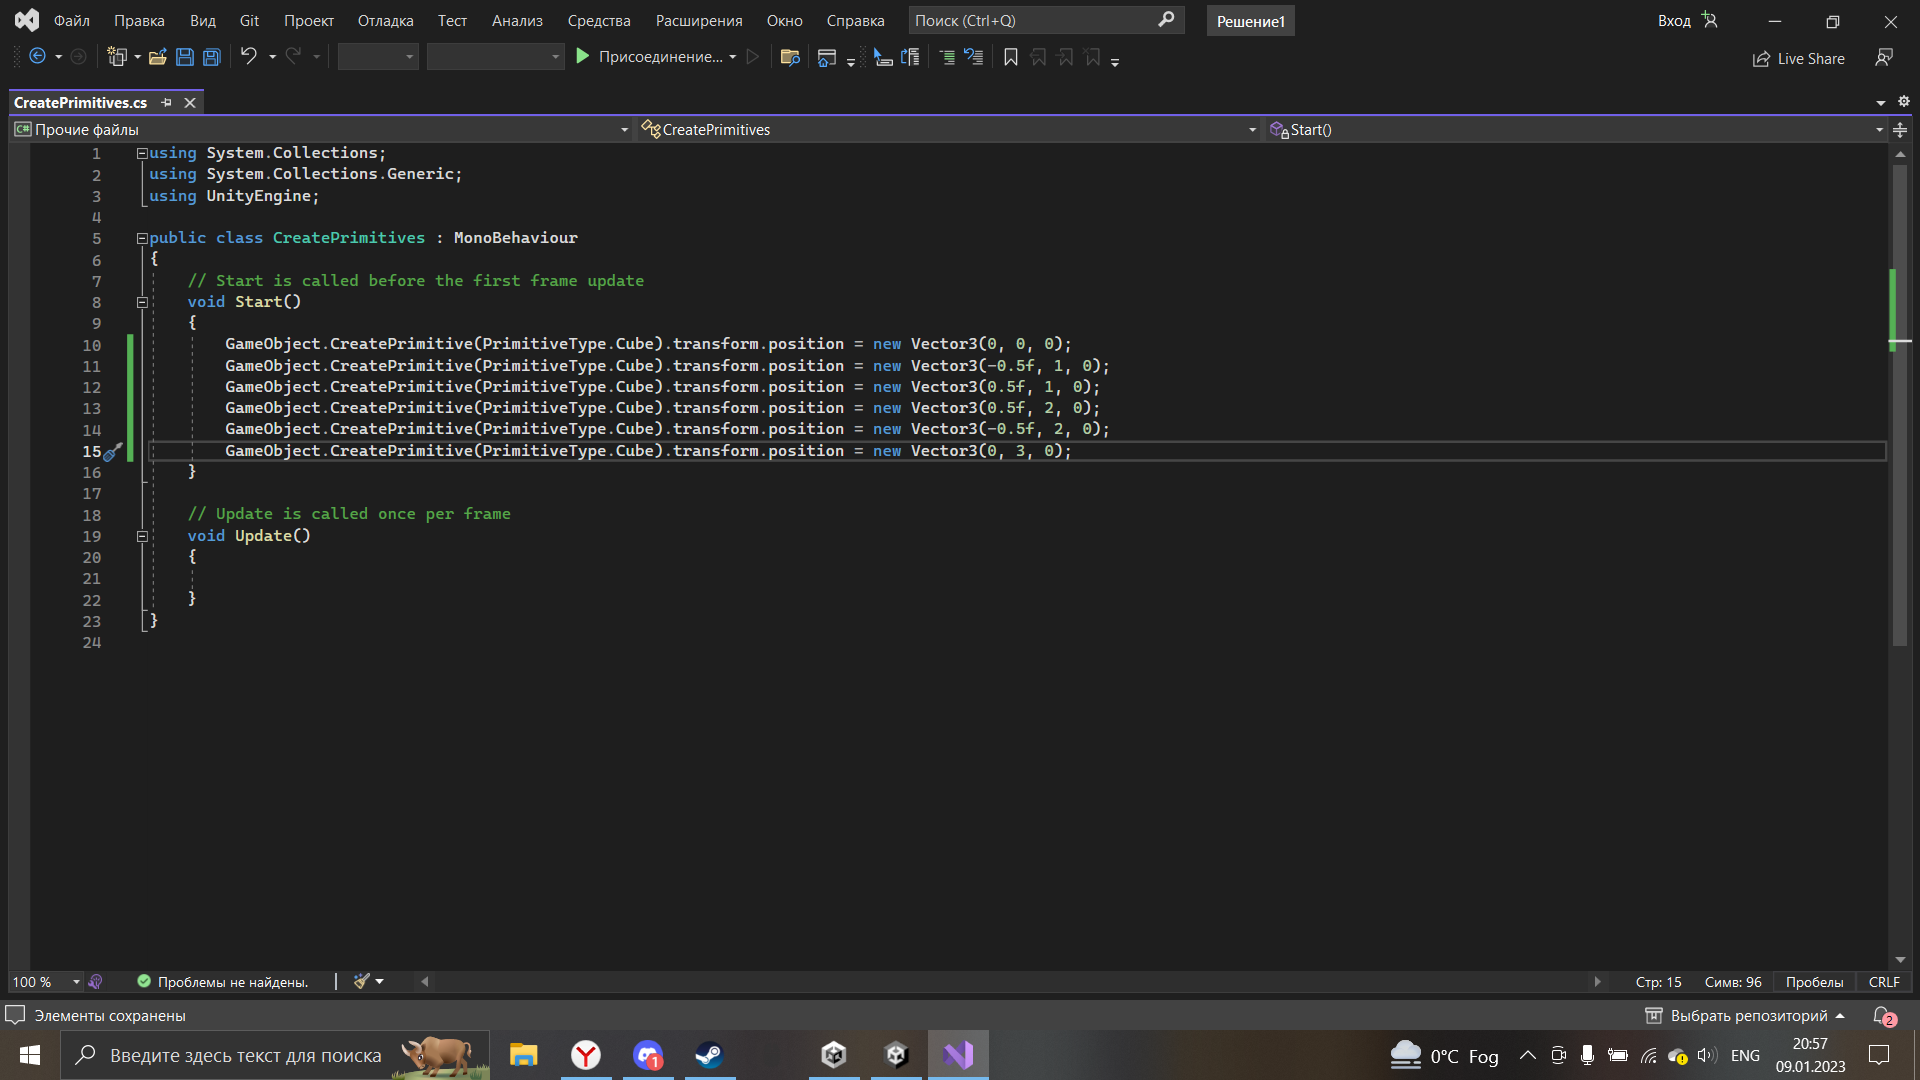 Файл Правка Вид Git Проект Отладка Тест Анализ Средства Расширения Окно Справка Поиск (Ctrl+Q) Решение1 Вход
Присоединение... Live Share
CreatePrimitives.cs
C# Прочие файлы CreatePrimitives Start()
1 using System.Collections;
2 using System.Collections.Generic;
3 using UnityEngine;
4
5 public class CreatePrimitives : MonoBehaviour
6 {
7 // Start is called before the first frame update
8 void Start()
9 {
10 GameObject.CreatePrimitive(PrimitiveType.Cube).transform.position = new Vector3(0, 0, 0);
11 GameObject.CreatePrimitive(PrimitiveType.Cube).transform.position = new Vector3(-0.5f, 1, 0);
12 GameObject.CreatePrimitive(PrimitiveType.Cube).transform.position = new Vector3(0.5f, 1, 0);
13 GameObject.CreatePrimitive(PrimitiveType.Cube).transform.position = new Vector3(0.5f, 2, 0);
14 GameObject.CreatePrimitive(PrimitiveType.Cube).transform.position = new Vector3(-0.5f, 2, 0);
15 GameObject.CreatePrimitive(PrimitiveType.Cube).transform.position = new Vector3(0, 3, 0);
16 }
17
18 // Update is called once per frame
19 void Update()
20 {
21
22 }
23 }
24
100 % Проблемы не найдены. Стр: 15 Симв: 96 Пробелы CRLF
Элементы сохранены Выбрать репозиторий 2
Введите здесь текст для поиска 1 0°C Fog ENG 20:57
09.01.2023